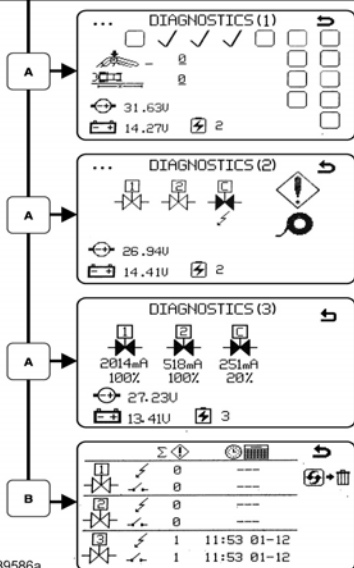 ... DIAGNOSTICS(1)
A
0
0
31.63V
14.27V 2
... DIAGNOSTICS(2)
1 2 C
A
26.94V
14.41V 2
DIAGNOSTICS(3)
1 2 C
A
2014mA 518mA 251mA
100% 100% 20%
27.23V
13.41V 3
Σ
1 0 ---
0 ---
B
2 0 ---
0 ---
3 1 11:53 01-12
1 11:53 01-12